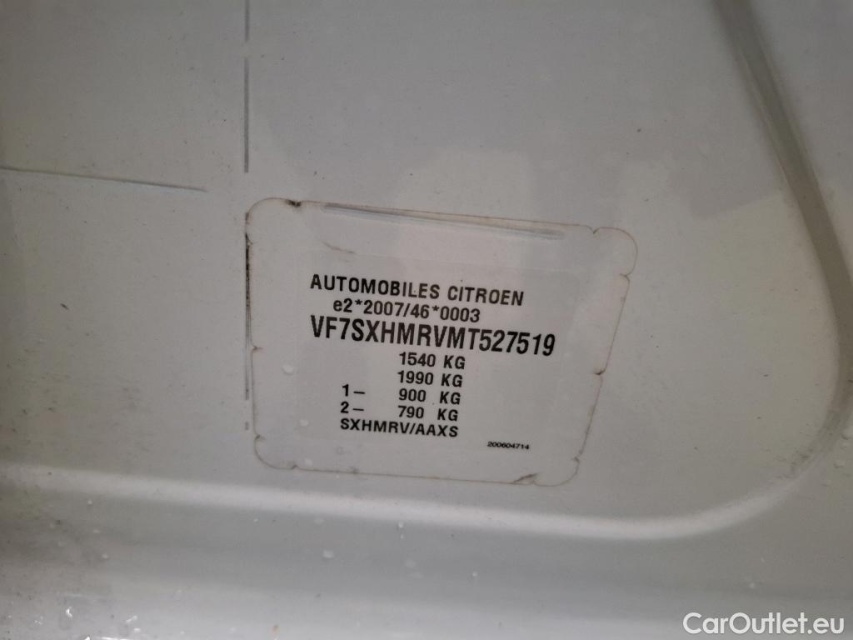 AUTOMOBILES CITROEN
e2*2007/46*0003
VF7SXHMRVMT527519
1540 KG
1990 KG
1- 900 KG
2- 790 KG
SXHMRV/AAXS
200604714
CarOutlet.eu